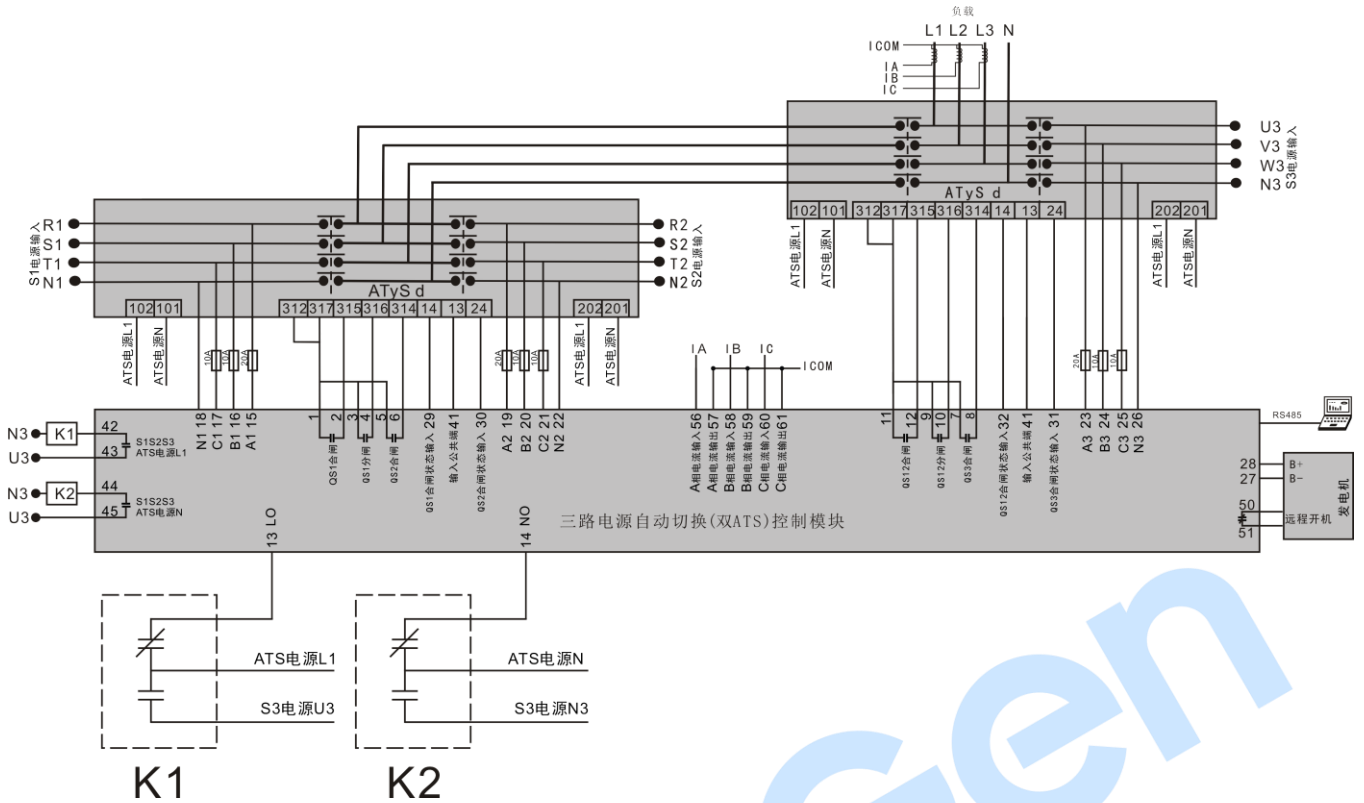 负载
L1 L2 L3 N
ICOM
IA
IB
IC
U3
V3
W3
N3
S3电源输入
ATyS d
102 101 312 317 315 316 314 14 13 24 202 201
ATS电源L1
ATS电源N
ATS电源L1
ATS电源N
S1电源输入
R1
S1
T1
N1
R2
S2
T2
N2
S2电源输入
ATyS d
102 101 312 317 315 316 314 14 13 24 202 201
ATS电源L1
ATS电源N
ATS电源L1
ATS电源N
10A 10A 20A
20A 10A 10A
20A 10A 10A
IA IB IC
ICOM
N1 18
C1 17
B1 16
A1 15
1 2 3 4 5 6
QS1合闸
QS1分闸
QS2合闸
QS1合闸状态输入 29
输入公共端 41
QS2合闸状态输入 30
A2 19
B2 20
C2 21
N2 22
A相电流输入 56
A相电流输出 57
B相电流输入 58
B相电流输出 59
C相电流输入 60
C相电流输出 61
11 12 9 10 7 8
QS12合闸
QS12分闸
QS3合闸
QS12合闸状态输入 32
输入公共端 41
QS3合闸状态输入 31
A3 23
B3 24
C3 25
N3 26
N3 K1 42
U3 43
S1S2S3
ATS电源L1
N3 K2 44
U3 45
S1S2S3
ATS电源N
三路电源自动切换(双ATS)控制模块
RS485
28 B+
27 B-
50
51
远程开机
发电机
13 LO
14 NO
ATS电源L1
S3电源U3
K1
ATS电源N
S3电源N3
K2
Gen